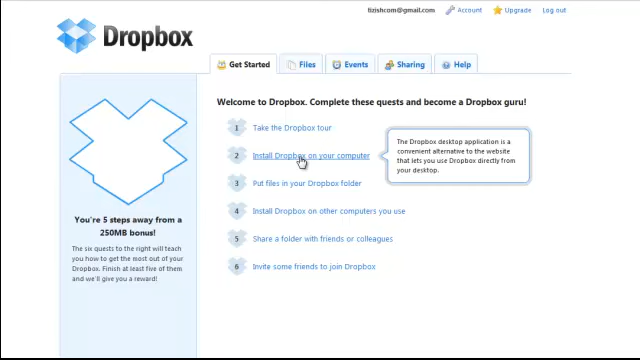 tizishcom@gmail.com Account Upgrade Log out
Dropbox
Get Started Files Events Sharing Help
Welcome to Dropbox. Complete these quests and become a Dropbox guru!
1 Take the Dropbox tour
2 Install Dropbox on your computer
The Dropbox desktop application is a
convenient alternative to the website
that lets you use Dropbox directly from
your desktop.
3 Put files in your Dropbox folder
4 Install Dropbox on other computers you use
5 Share a folder with friends or colleagues
6 Invite some friends to join Dropbox
You're 5 steps away from a
250MB bonus!
The six quests to the right will teach
you how to get the most out of your
Dropbox. Finish at least five of them
and we'll give you a reward!